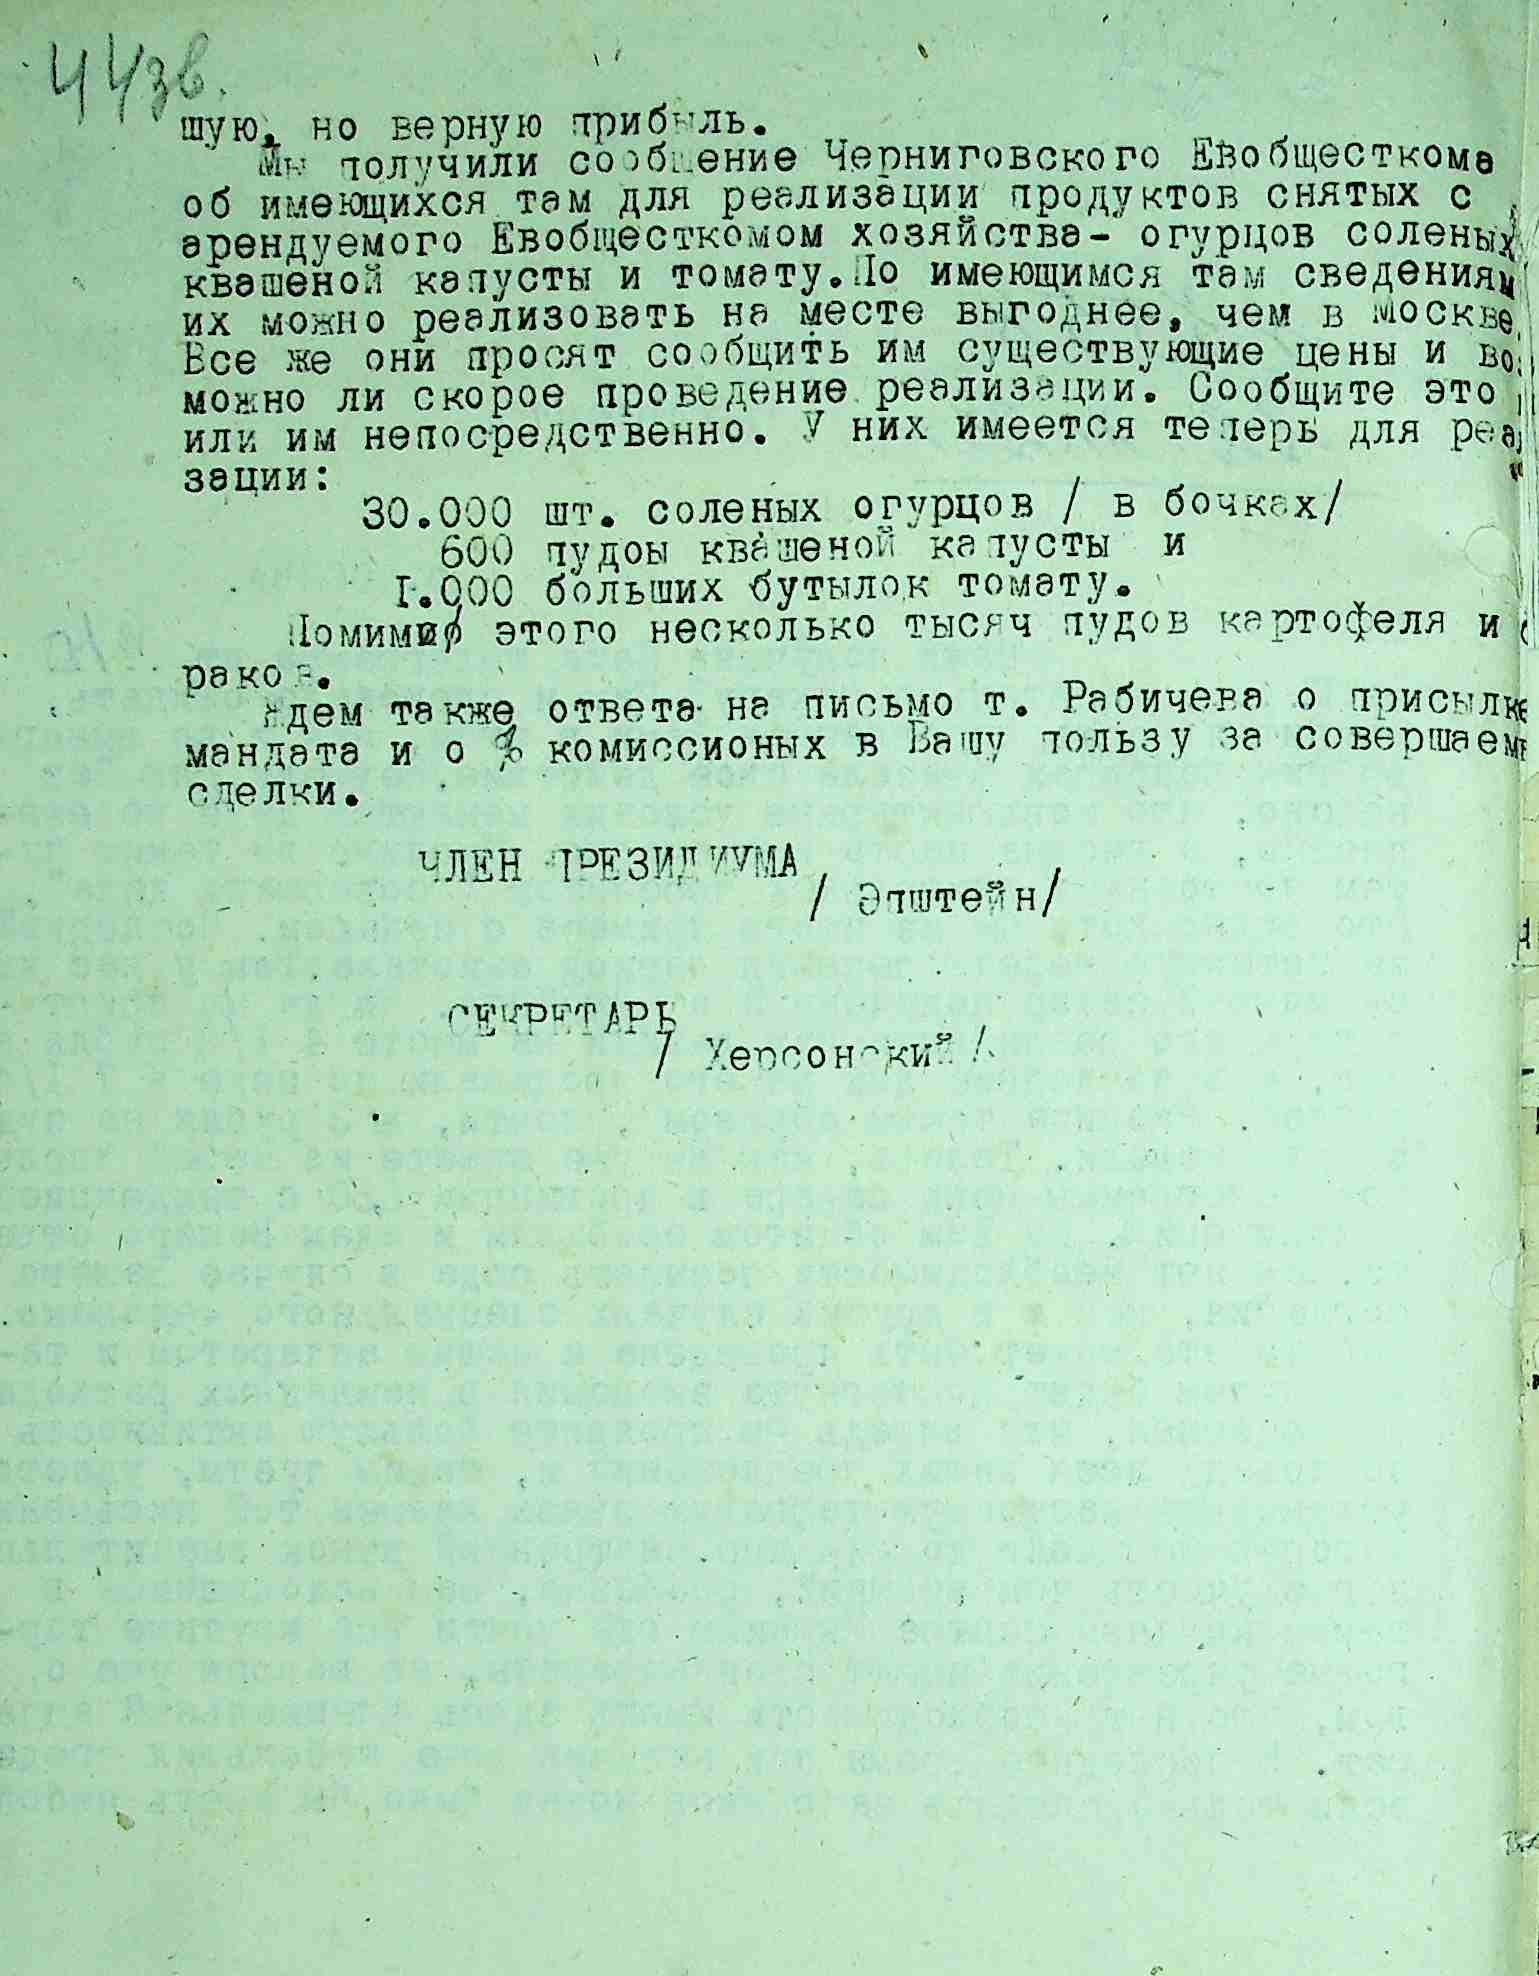 44зв.
шую, но верную прибыль.
Мы получили сообщение Черниговского Евобщесткома
об имеющихся там для реализации продуктов снятых с
арендуемого Евобщесткомом хозяйства- огурцов соленых
квашеной капусты и томату. По имеющимся там сведениям
их можно реализовать на месте выгоднее, чем в Москве.
Все же они просят сообщить им существующие цены и воз
можно ли скорое проведение реализации. Сообщите это
или им непосредственно. У них имеется теперь для реа
зации:
30.000 шт. соленых огурцов / в бочках/
600 пудоы квашеной капусты и
1.000 больших бутылок томату.
Помимо этого несколько тысяч пудов картофеля и
раков.
Ждем также ответа на письмо т. Рабичева о присылке
мандата и о % комиссионых в Вашу пользу за совершаемы
сделки.
ЧЛЕН ПРЕЗИДИУМА
/ Эпштейн/
СЕКРЕТАРЬ
/ Херсонский /